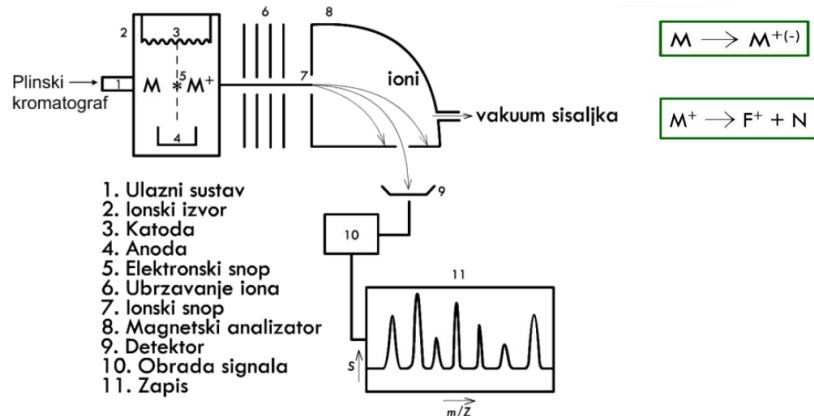 6
8
2
3
M → M⁺⁽⁻⁾
ioni
Plinski
kromatograf
1
M
5
*
M⁺
7
vakuum sisaljka
M⁺ → F⁺ + N
4
1. Ulazni sustav
2. Ionski izvor
3. Katoda
4. Anoda
5. Elektronski snop
6. Ubrzavanje iona
7. Ionski snop
8. Magnetski analizator
9. Detektor
10. Obrada signala
11. Zapis
9
10
11
S
m/Z